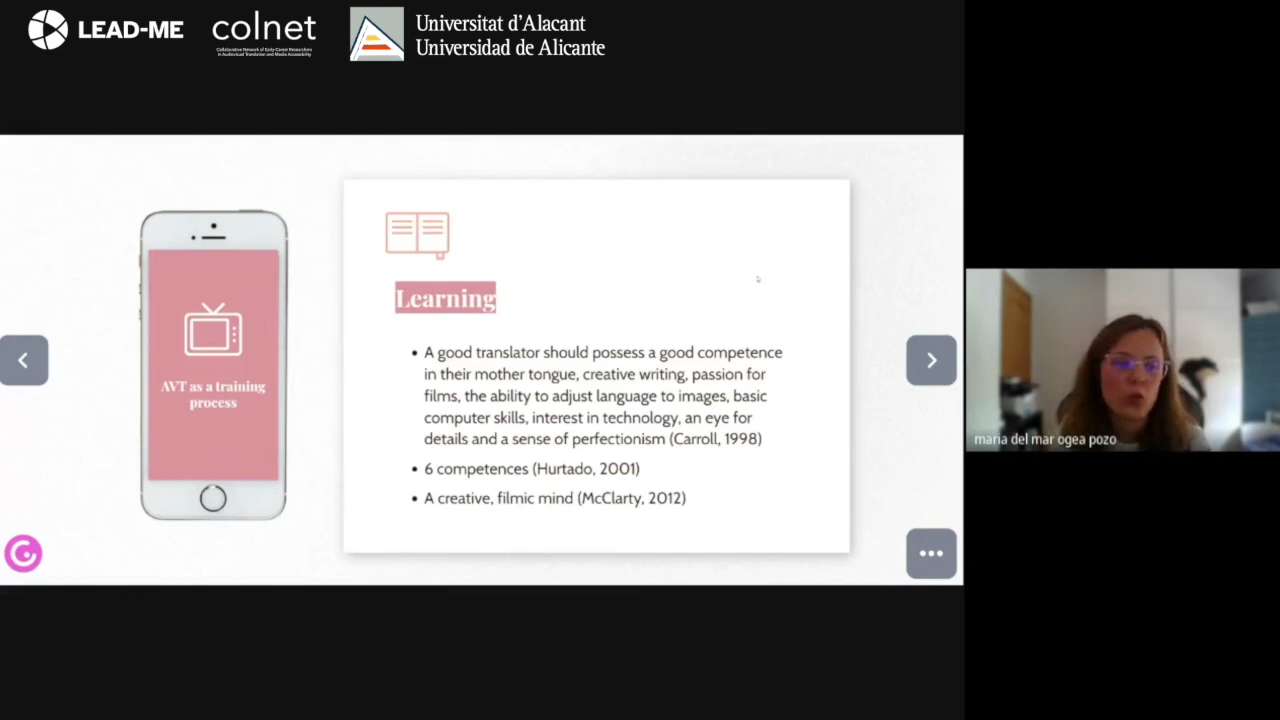 LEAD-ME
colnet
Collaborative Network of Early Career Researchers
in Audiovisual Translation and Media Accessibility
Universitat d'Alacant
Universidad de Alicante
AVT as a training
process
Learning
• A good translator should possess a good competence
in their mother tongue, creative writing, passion for
films, the ability to adjust language to images, basic
computer skills, interest in technology, an eye for
details and a sense of perfectionism (Carroll, 1998)
• 6 competences (Hurtado, 2001)
• A creative, filmic mind (McClarty, 2012)
maria del mar ogea pozo